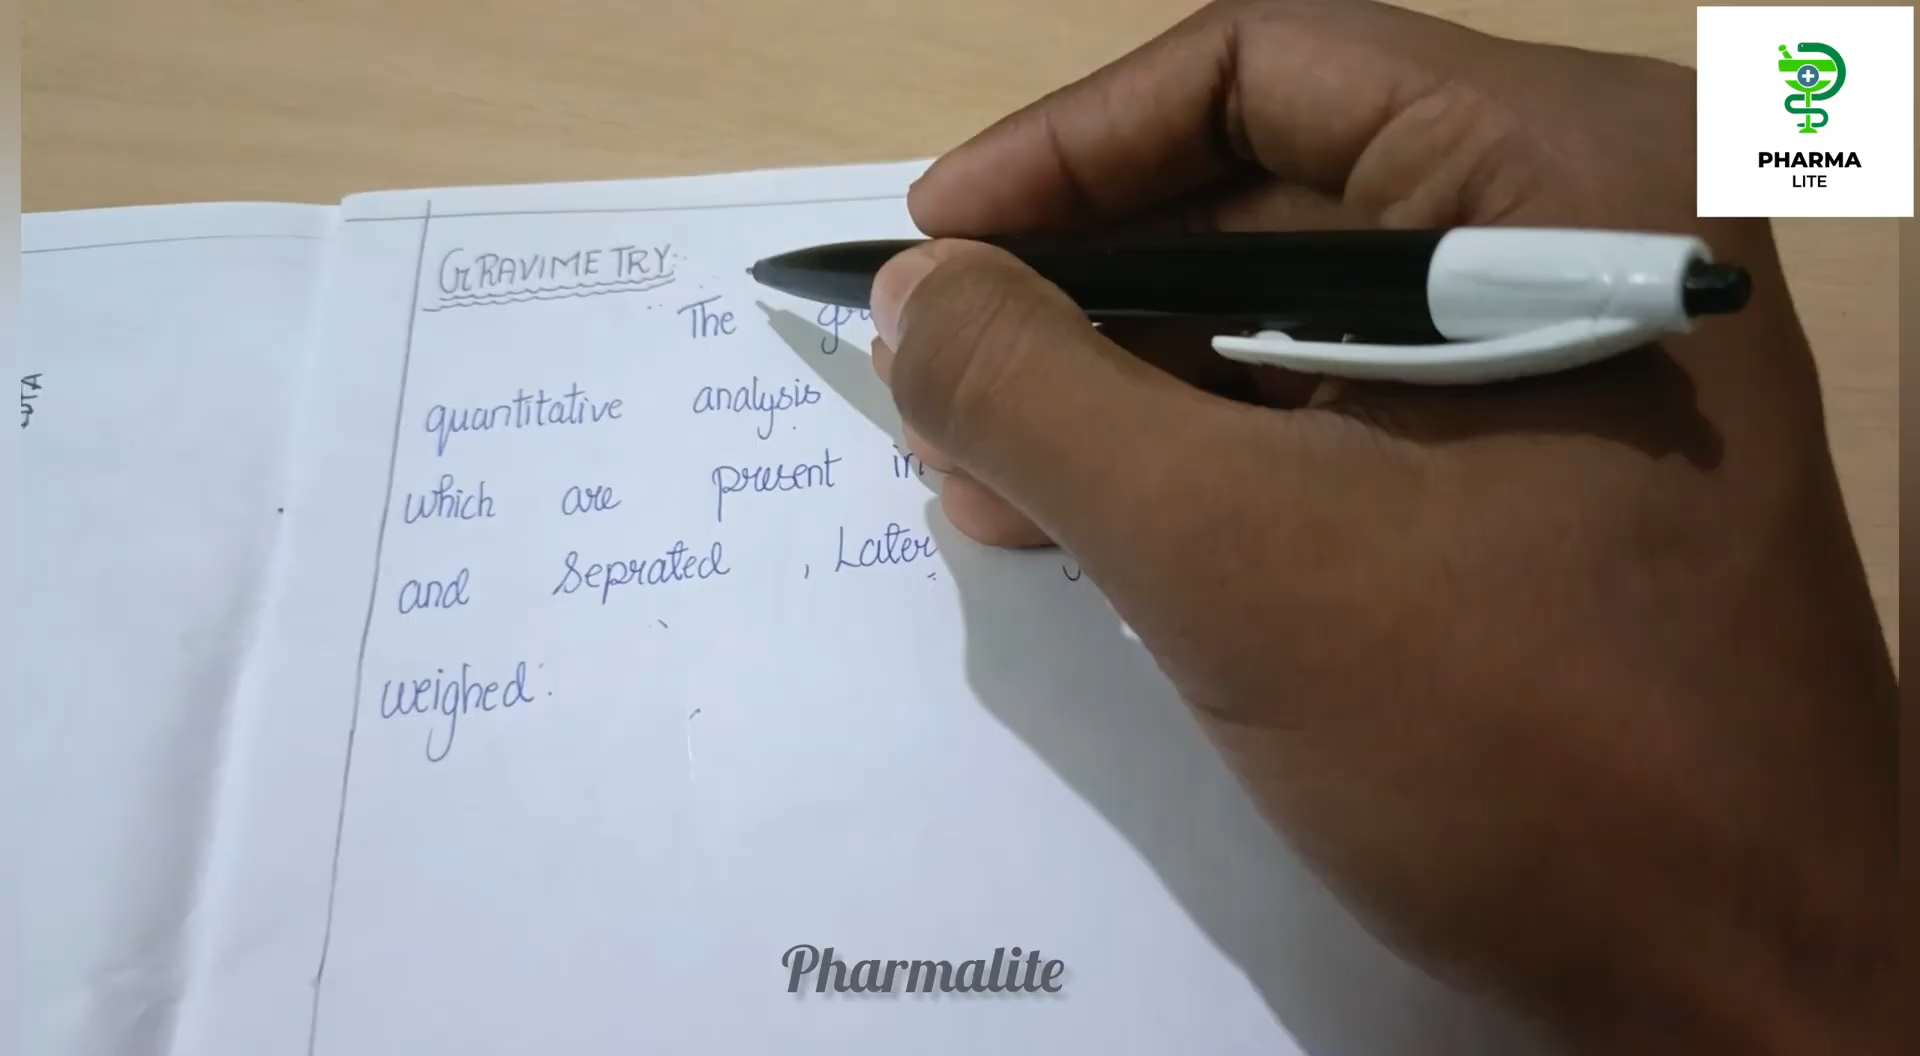 PHARMA
LITE
GRAVIMETRY
The
quantitative analysis
which are present in
and Seprated , Later
weighed.
Pharmalite